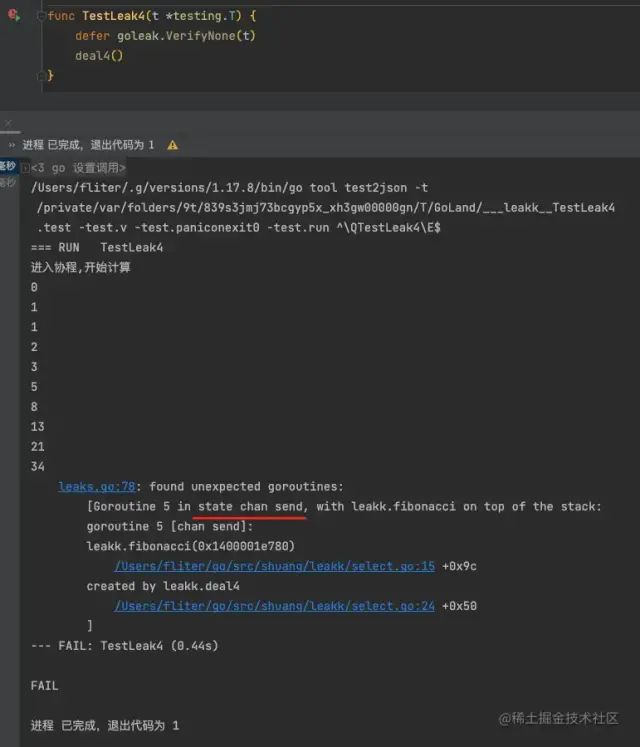 func TestLeak4(t *testing.T) {
defer goleak.VerifyNone(t)
deal4()
}
进程 已完成，退出代码为 1
毫秒
<3 go 设置调用>
毫秒
/Users/fliter/.g/versions/1.17.8/bin/go tool test2json -t
/private/var/folders/9t/839s3jmj73bcgyp5x_xh3gw00000gn/T/GoLand/___leakk__TestLeak4
.test -test.v -test.paniconexit0 -test.run ^\QTestLeak4\E$
=== RUN   TestLeak4
进入协程,开始计算
0
1
1
2
3
5
8
13
21
34
leaks.go:78: found unexpected goroutines:
[Goroutine 5 in state chan send, with leakk.fibonacci on top of the stack:
goroutine 5 [chan send]:
leakk.fibonacci(0x1400001e780)
/Users/fliter/go/src/shuang/leakk/select.go:15 +0x9c
created by leakk.deal4
/Users/fliter/go/src/shuang/leakk/select.go:24 +0x50
]
--- FAIL: TestLeak4 (0.44s)
FAIL
进程 已完成，退出代码为 1
@稀土掘金技术社区